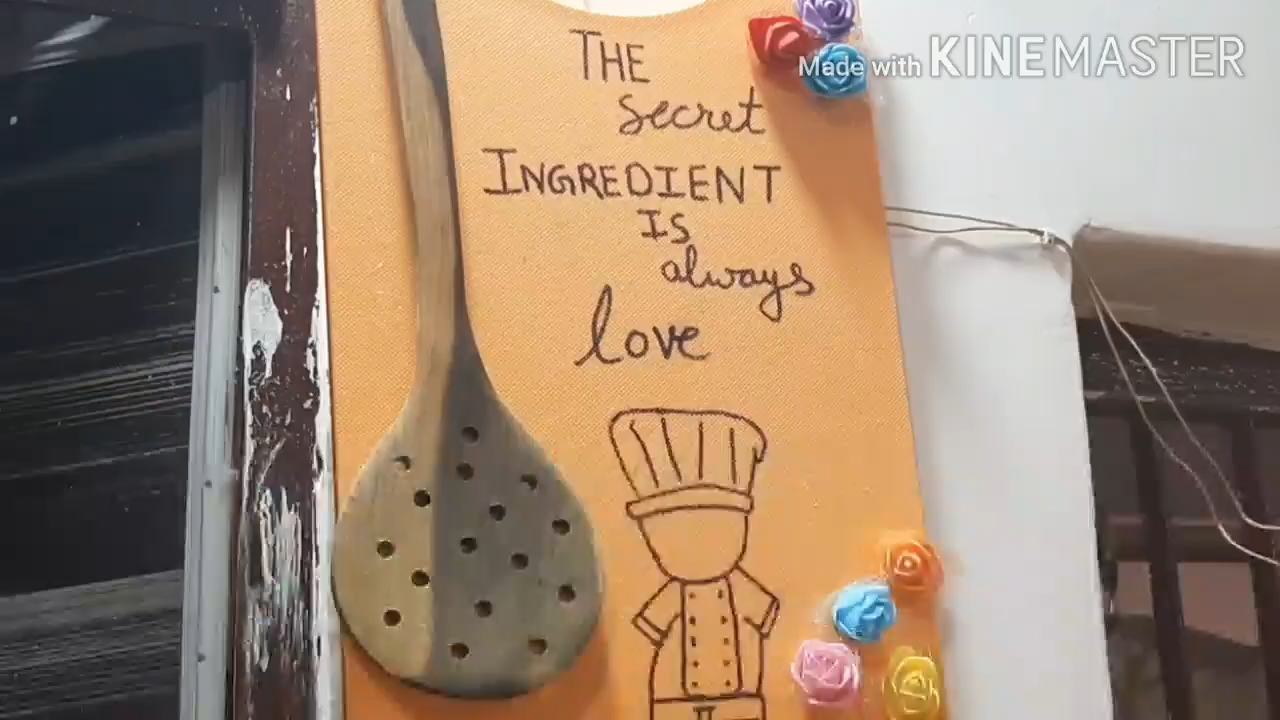 Made with KINEMASTER
THE
secret
INGREDIENT
IS
always
love